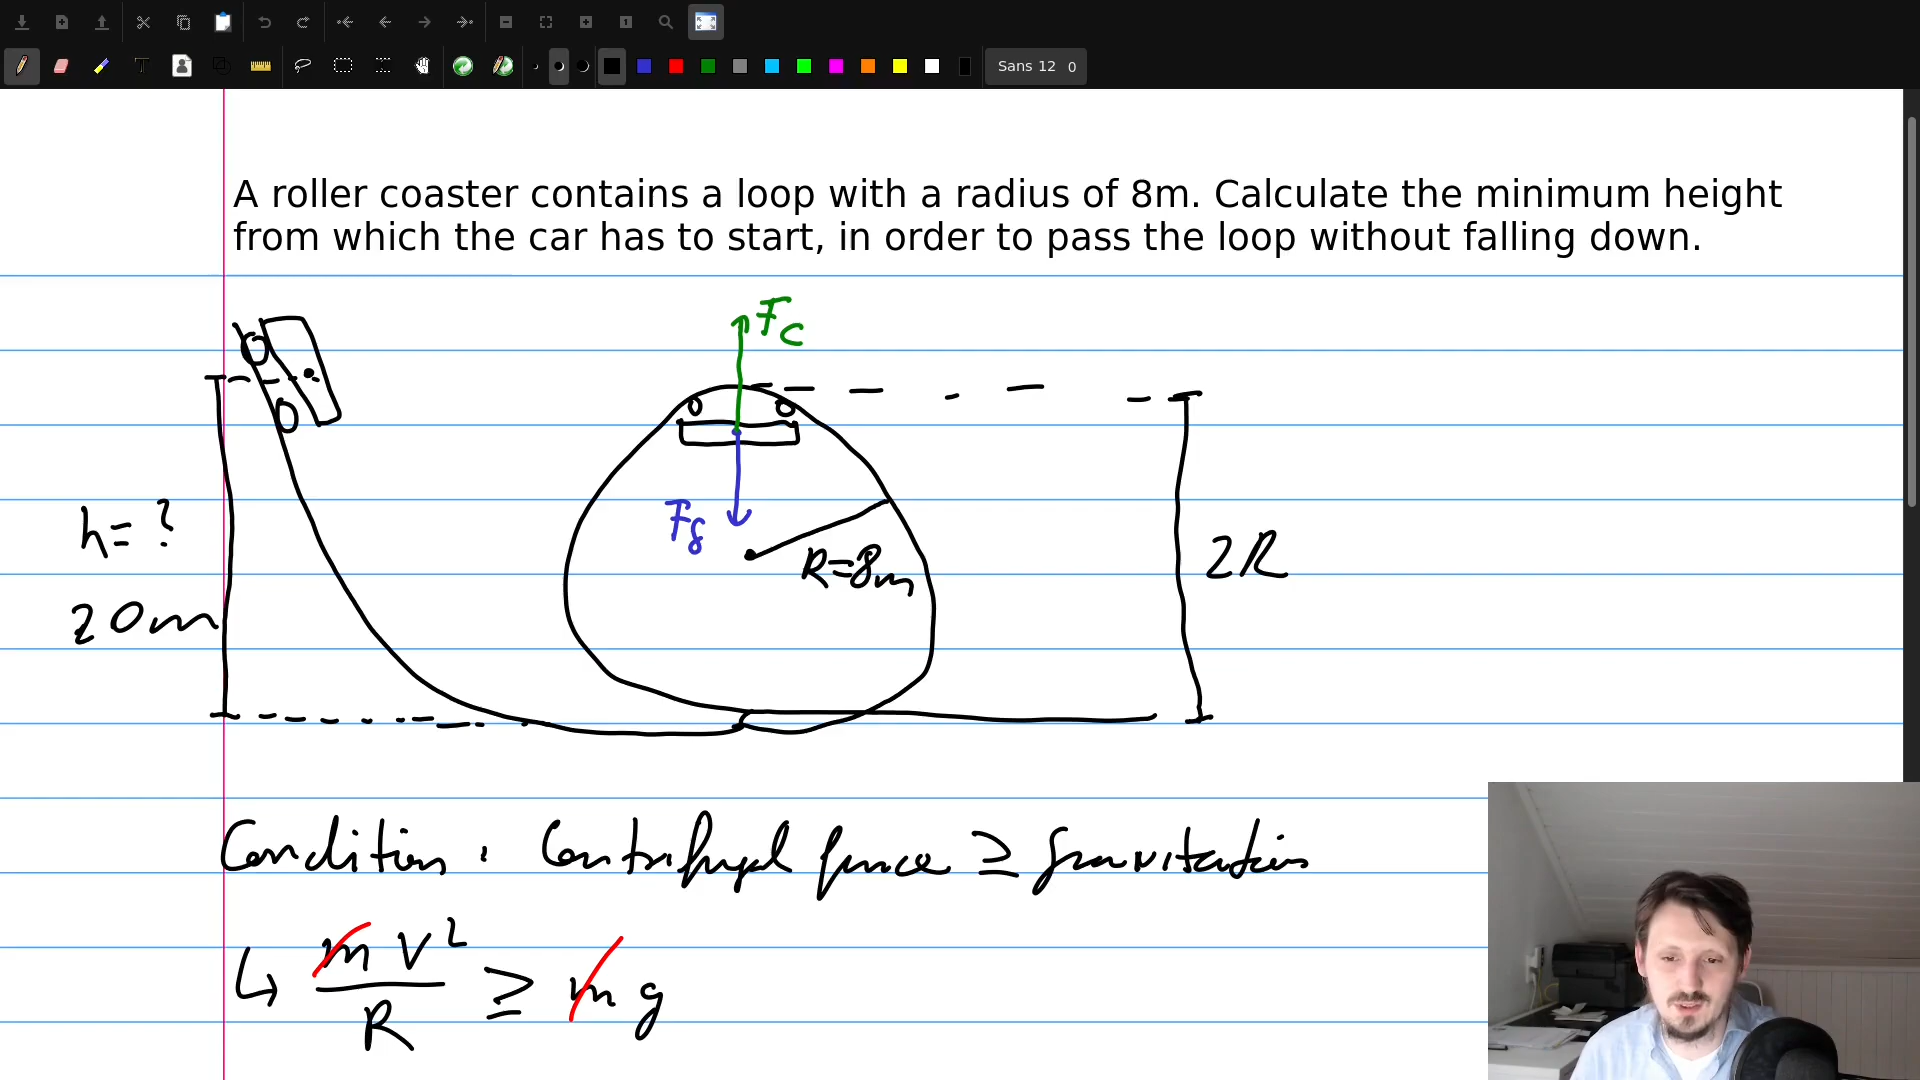 Sans 12 0
A roller coaster contains a loop with a radius of 8m. Calculate the minimum height
from which the car has to start, in order to pass the loop without falling down.
Fc
Fg
h= ?
R=8m
2R
20m
Condition: Centrifugal force ≥ gravitation
↳ m v² / R ≥ m g